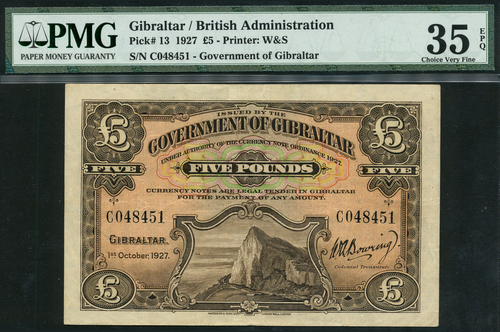 PMG
PAPER MONEY GUARANTY
Gibraltar / British Administration
Pick# 13 1927 £5 - Printer: W&S
S/N C048451 - Government of Gibraltar
35
EPQ
Choice Very Fine
ISSUED BY THE
GOVERNMENT OF GIBRALTAR
UNDER AUTHORITY OF THE CURRENCY NOTE ORDINANCE 1927.
£5
£5
FIVE
FIVE POUNDS
FIVE
CURRENCY NOTES ARE LEGAL TENDER IN GIBRALTAR
FOR THE PAYMENT OF ANY AMOUNT.
C048451
C048451
GIBRALTAR.
1st October, 1927.
Colonial Treasurer.
£5
£5